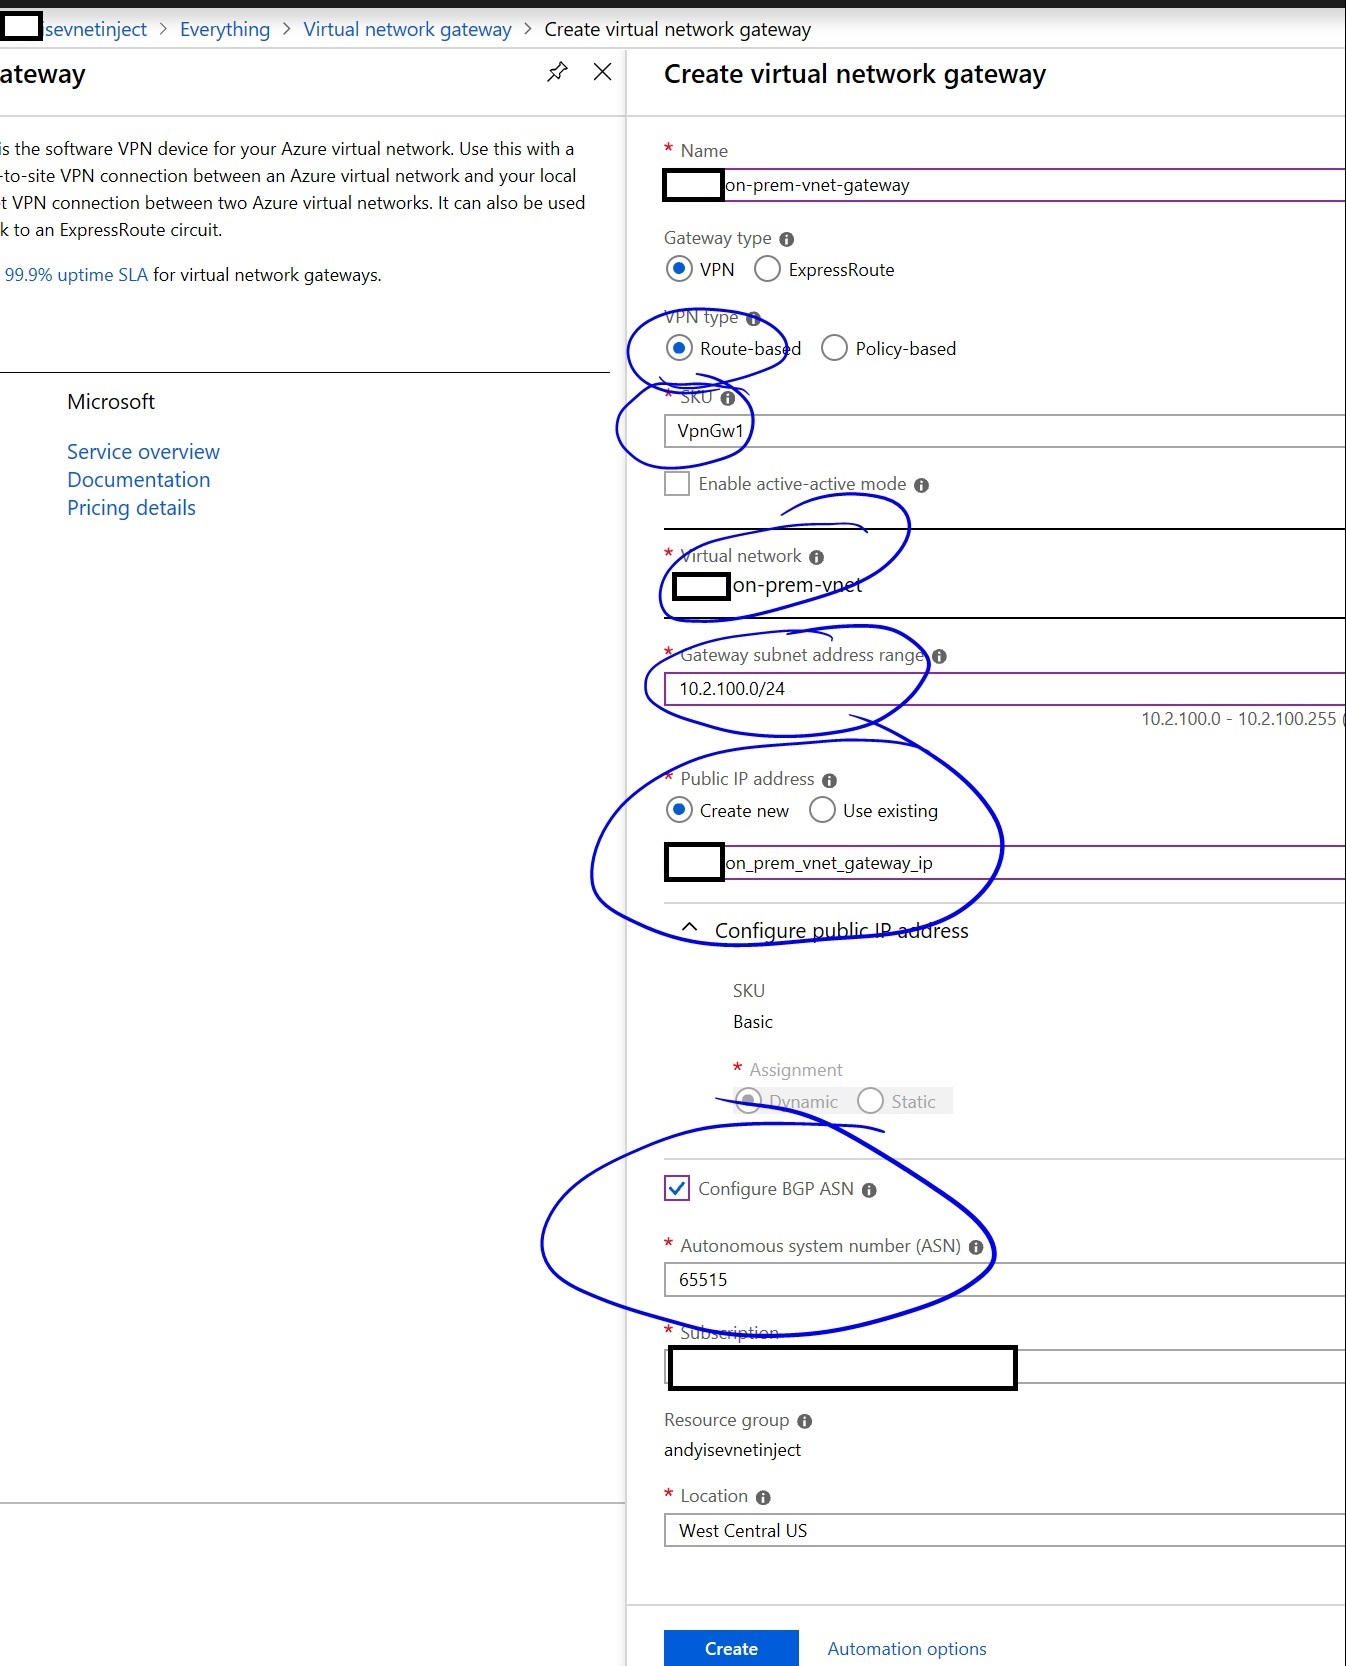 isevnetinject > Everything > Virtual network gateway > Create virtual network gateway
ateway
is the software VPN device for your Azure virtual network. Use this with a
-to-site VPN connection between an Azure virtual network and your local
t VPN connection between two Azure virtual networks. It can also be used
k to an ExpressRoute circuit.
99.9% uptime SLA for virtual network gateways.
Microsoft
Service overview
Documentation
Pricing details
Create virtual network gateway
* Name
on-prem-vnet-gateway
Gateway type
VPN ExpressRoute
VPN type
Route-based Policy-based
* SKU
VpnGw1
Enable active-active mode
* Virtual network
on-prem-vnet
* Gateway subnet address range
10.2.100.0/24
10.2.100.0 - 10.2.100.255 (
* Public IP address
Create new Use existing
on_prem_vnet_gateway_ip
Configure public IP address
SKU
Basic
* Assignment
Dynamic Static
Configure BGP ASN
* Autonomous system number (ASN)
65515
* Subscription
Resource group
andyisevnetinject
* Location
West Central US
Create Automation options